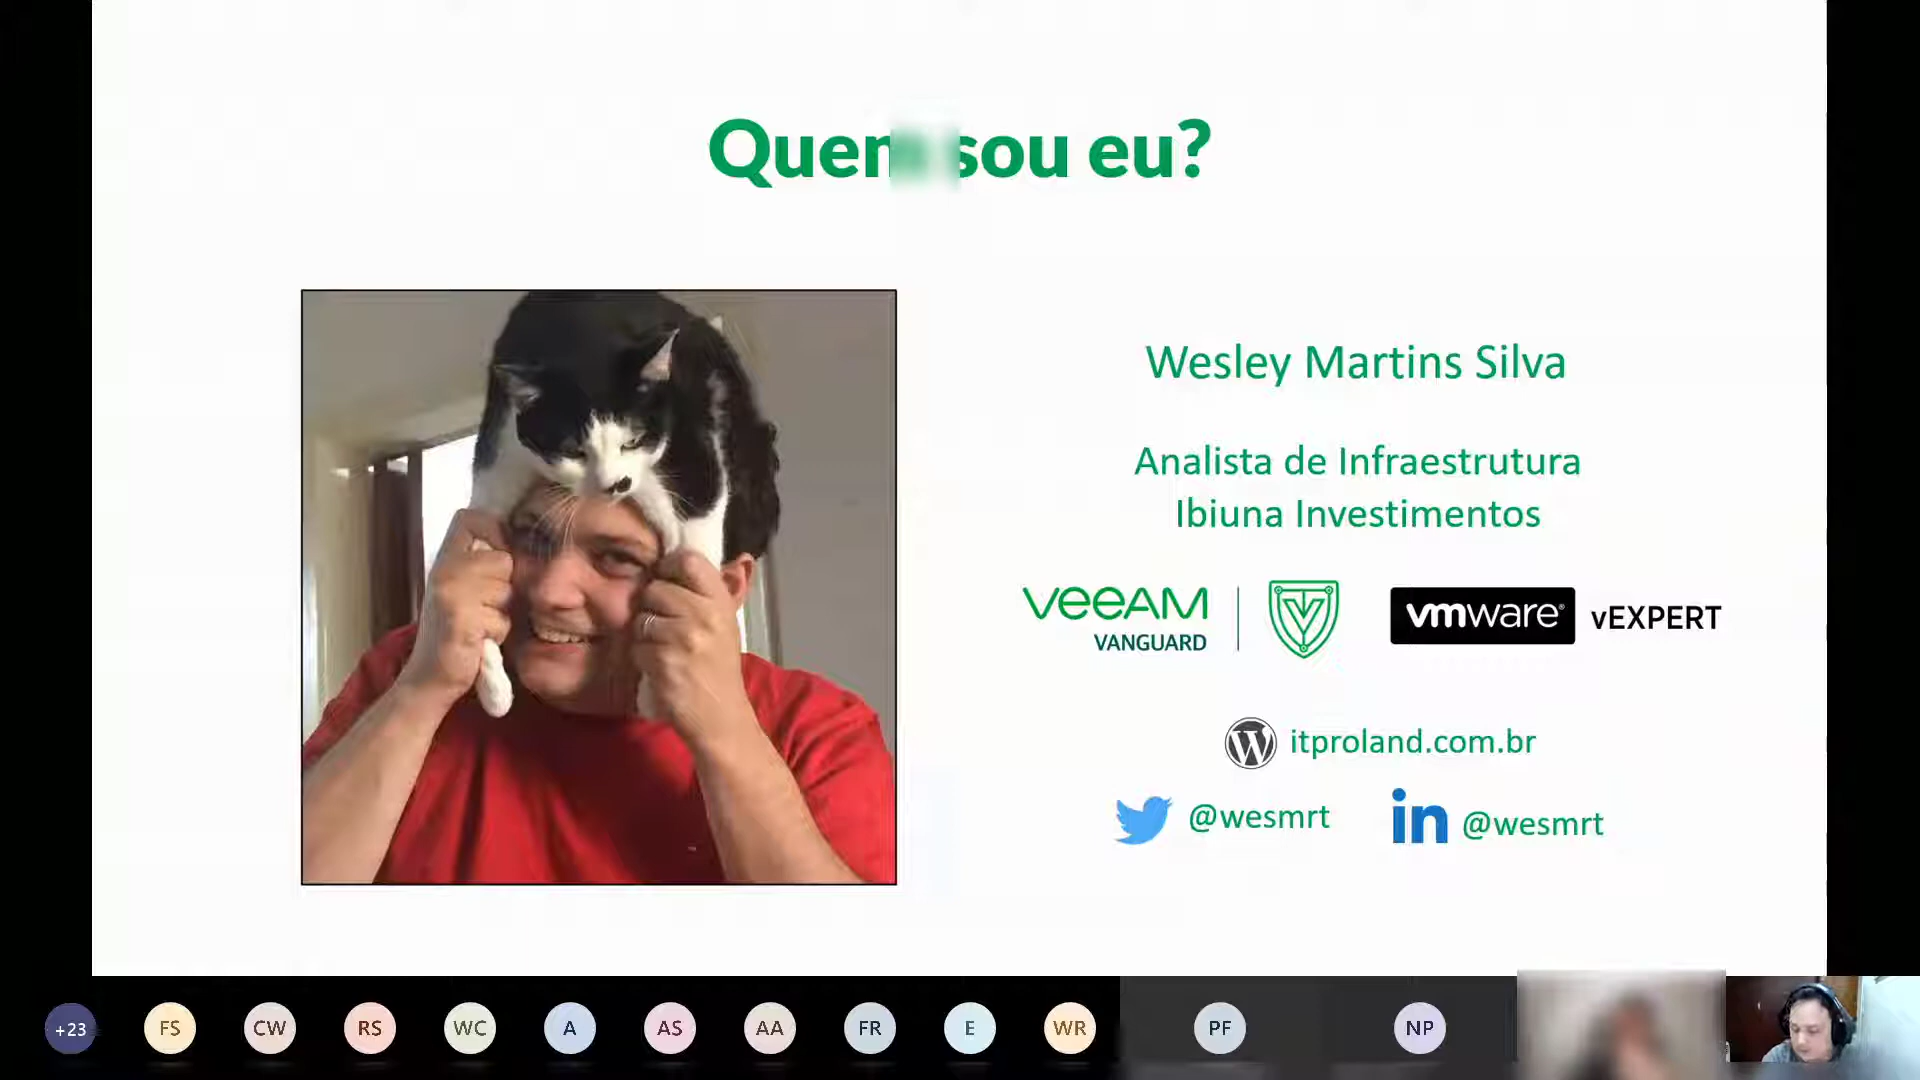 Quem sou eu?
Wesley Martins Silva
Analista de Infraestrutura
Ibiuna Investimentos
veeAM
VANGUARD
vmware® vEXPERT
itproland.com.br
@wesmrt
in @wesmrt
+23 FS CW RS WC A AS AA FR E WR PF NP